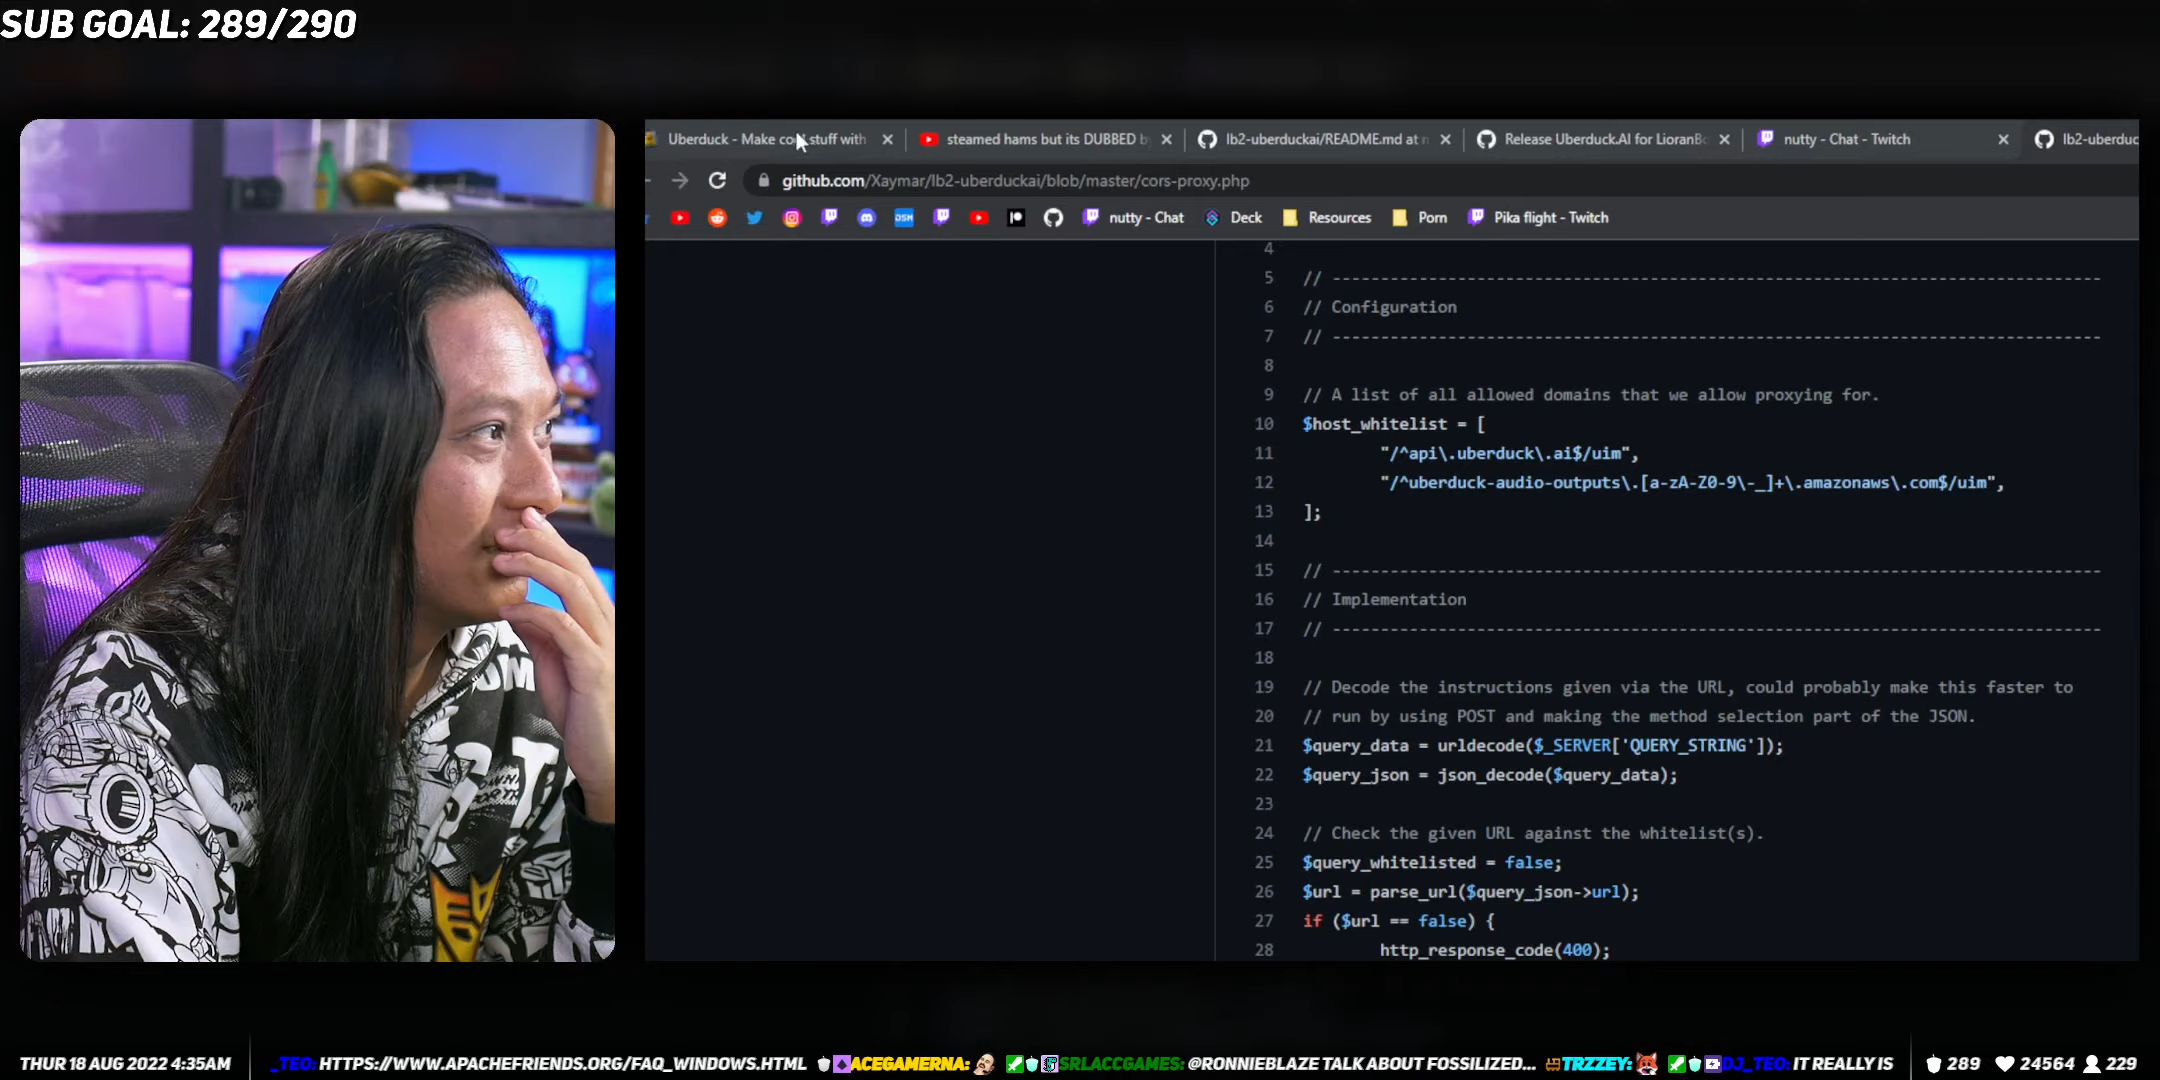 SUB GOAL: 289/290
Uberduck - Make cool stuff with
steamed hams but its DUBBED by
lb2-uberduckai/README.md at n
Release Uberduck.AI for LioranBo
nutty - Chat - Twitch
lb2-uberduc
github.com/Xaymar/lb2-uberduckai/blob/master/cors-proxy.php
DSM
nutty - Chat
Deck
Resources
Porn
Pika flight - Twitch
4
5 // --------------------------------------------------------------------------------
6 // Configuration
7 // --------------------------------------------------------------------------------
8
9 // A list of all allowed domains that we allow proxying for.
10 $host_whitelist = [
11 "/^api\.uberduck\.ai$/uim",
12 "/^uberduck-audio-outputs\.[a-zA-Z0-9\-_]+\.amazonaws\.com$/uim",
13 ];
14
15 // --------------------------------------------------------------------------------
16 // Implementation
17 // --------------------------------------------------------------------------------
18
19 // Decode the instructions given via the URL, could probably make this faster to
20 // run by using POST and making the method selection part of the JSON.
21 $query_data = urldecode($_SERVER['QUERY_STRING']);
22 $query_json = json_decode($query_data);
23
24 // Check the given URL against the whitelist(s).
25 $query_whitelisted = false;
26 $url = parse_url($query_json->url);
27 if ($url == false) {
28 http_response_code(400);
THUR 18 AUG 2022 4:35AM
_TEO: HTTPS://WWW.APACHEFRIENDS.ORG/FAQ_WINDOWS.HTML
ACEGAMERNA:
SRLACCGAMES: @RONNIEBLAZE TALK ABOUT FOSSILIZED...
TRZZEY:
DJ_TEO: IT REALLY IS
289
24564
229